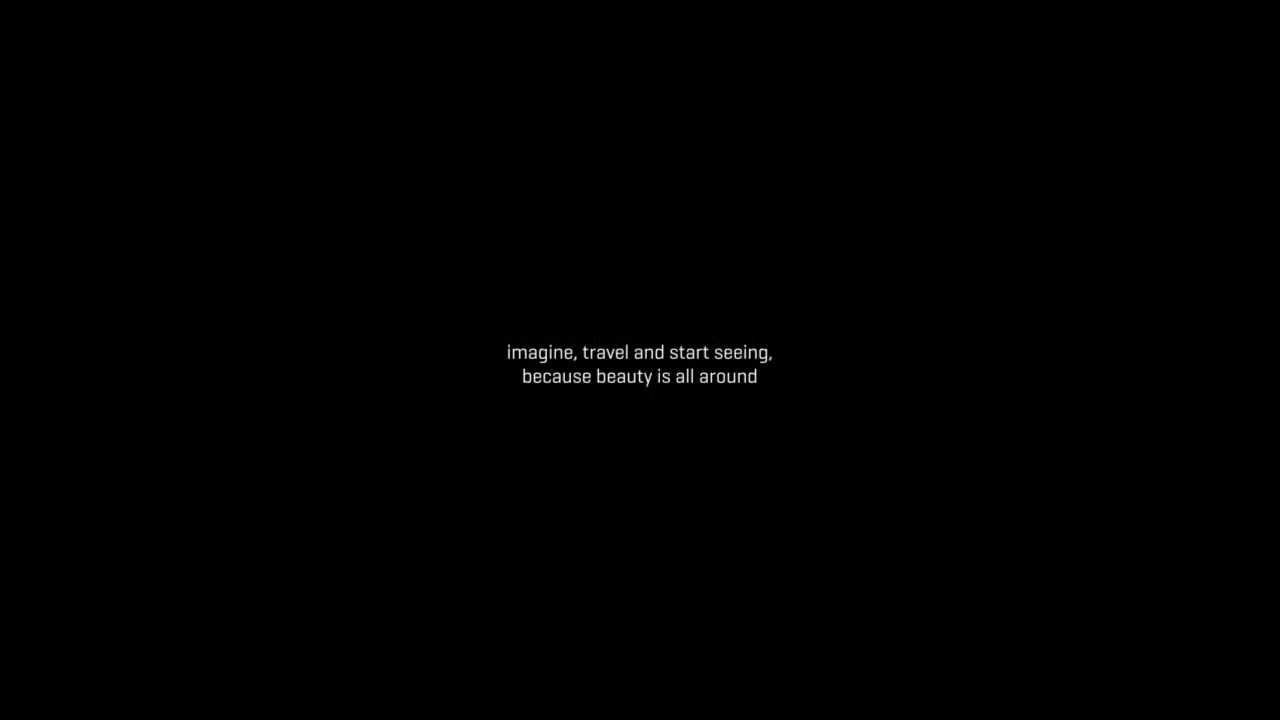 imagine, travel and start seeing,
because beauty is all around